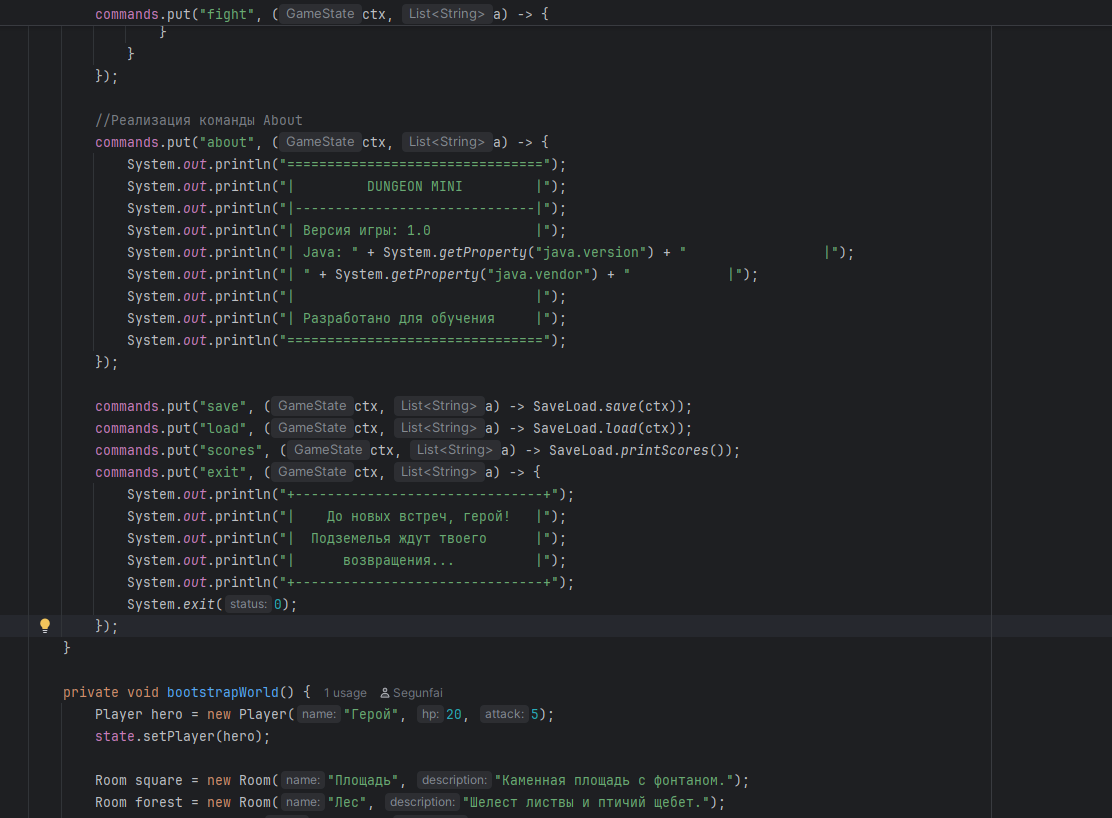 commands.put("fight", ( GameState ctx, List<String> a) -> {
}
}
});
//Реализация команды About
commands.put("about", ( GameState ctx, List<String> a) -> {
System.out.println("================================");
System.out.println("|         DUNGEON MINI         |");
System.out.println("|------------------------------|");
System.out.println("| Версия игры: 1.0             |");
System.out.println("| Java: " + System.getProperty("java.version") + "                 |");
System.out.println("| " + System.getProperty("java.vendor") + "            |");
System.out.println("|                              |");
System.out.println("| Разработано для обучения     |");
System.out.println("================================");
});
commands.put("save", ( GameState ctx, List<String> a) -> SaveLoad.save(ctx));
commands.put("load", ( GameState ctx, List<String> a) -> SaveLoad.load(ctx));
commands.put("scores", ( GameState ctx, List<String> a) -> SaveLoad.printScores());
commands.put("exit", ( GameState ctx, List<String> a) -> {
System.out.println("+-------------------------------+");
System.out.println("|    До новых встреч, герой!   |");
System.out.println("|  Подземелья ждут твоего      |");
System.out.println("|      возвращения...          |");
System.out.println("+-------------------------------+");
System.exit( status: 0);
});
}
private void bootstrapWorld() { 1 usage Segunfai
Player hero = new Player( name: "Герой", hp: 20, attack: 5);
state.setPlayer(hero);
Room square = new Room( name: "Площадь", description: "Каменная площадь с фонтаном.");
Room forest = new Room( name: "Лес", description: "Шелест листвы и птичий щебет.");